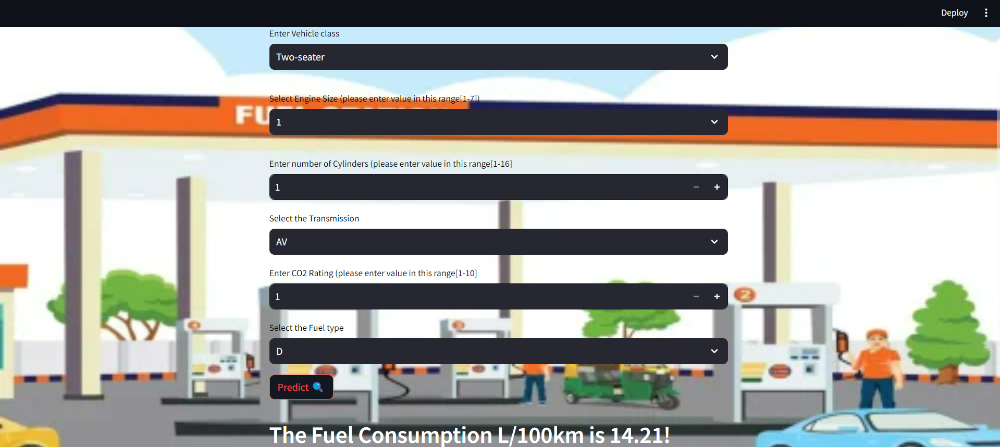 Deploy
Enter Vehicle class
Two-seater
Select Engine Size (please enter value in this range[1-7])
FU
1
Enter number of Cylinders (please enter value in this range[1-16]
1
Select the Transmission
AV
Enter CO2 Rating (please enter value in this range[1-10]
1
2
Select the Fuel type
D
Predict
The Fuel Consumption L/100km is 14.21!